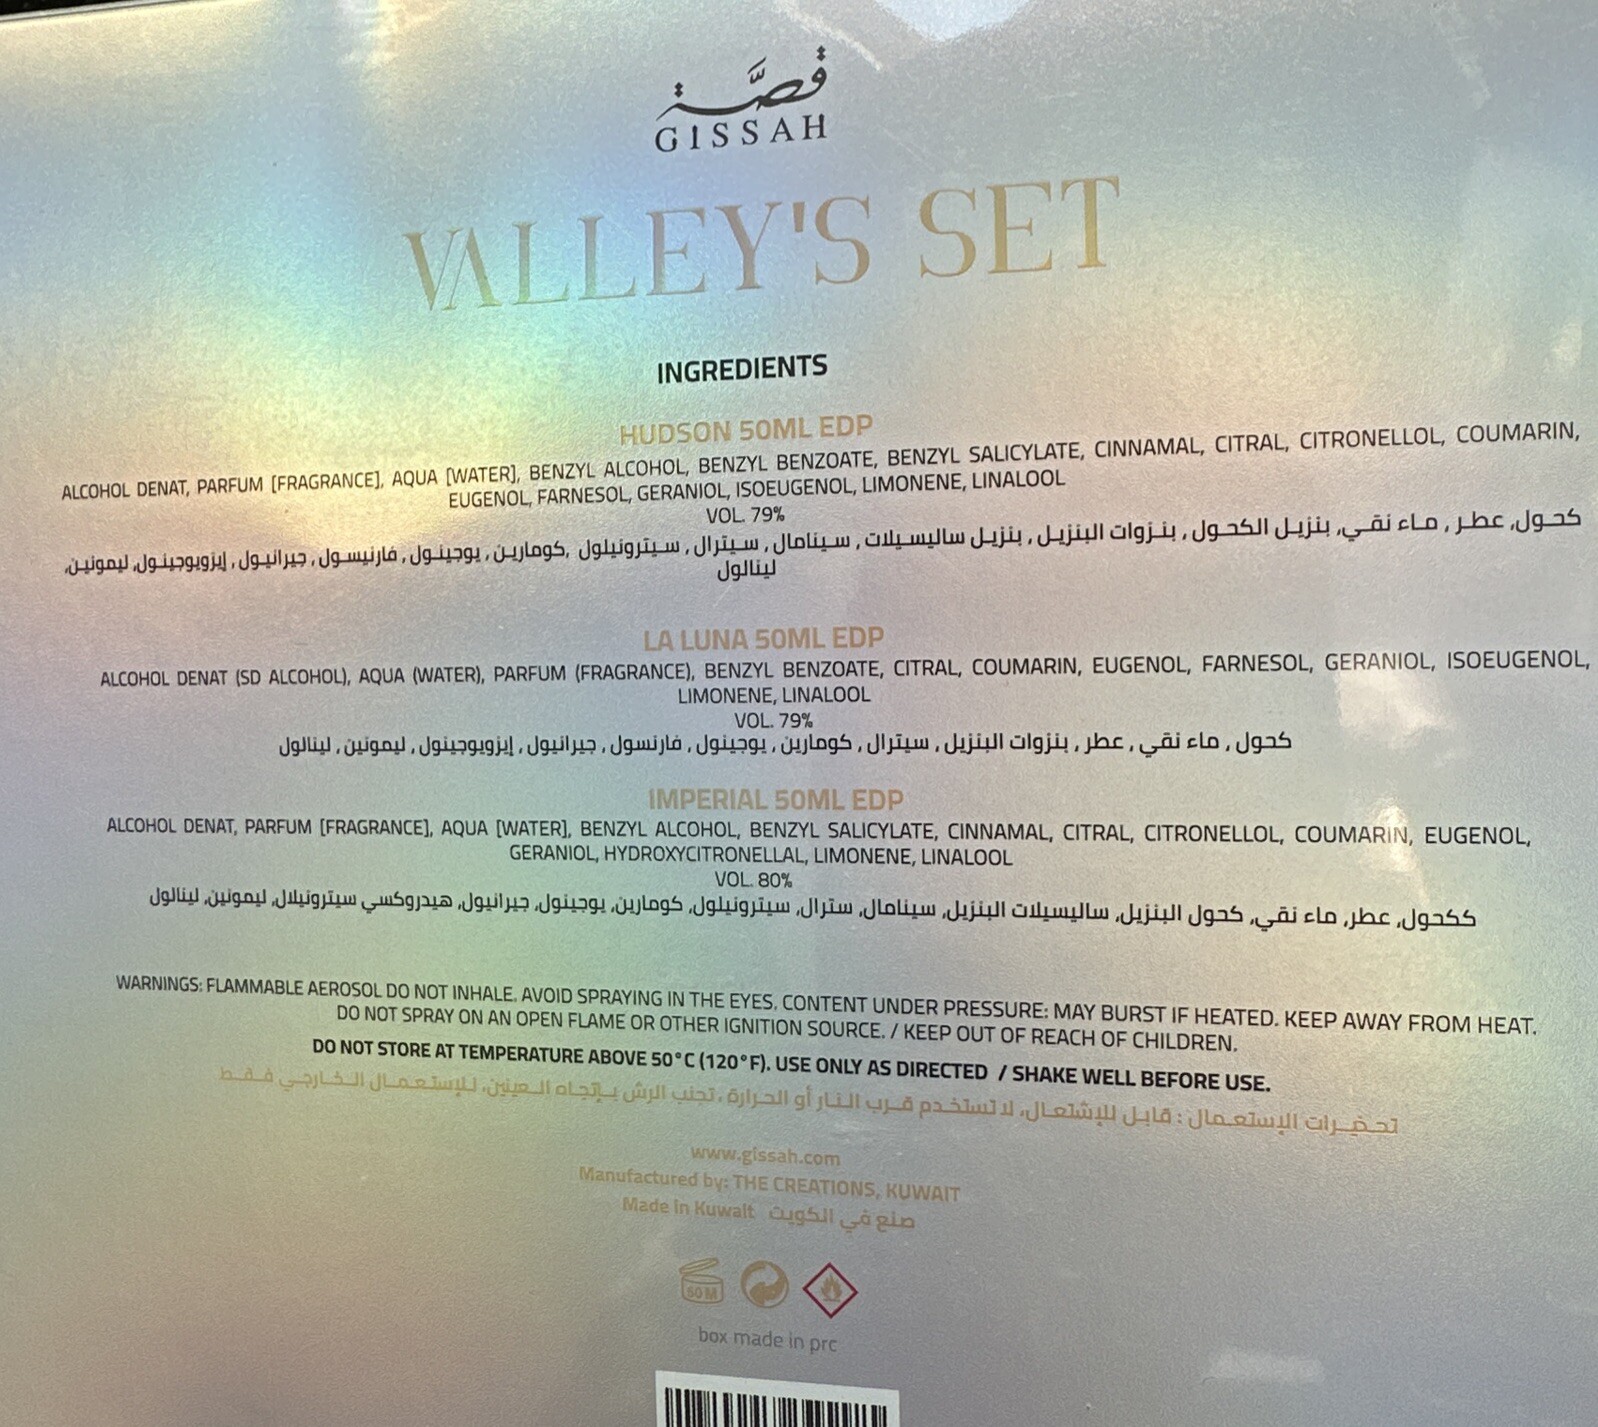 قصّة
GISSAH
VALLEY'S SET
INGREDIENTS
HUDSON 50ML EDP
ALCOHOL DENAT, PARFUM [FRAGRANCE], AQUA [WATER], BENZYL ALCOHOL, BENZYL BENZOATE, BENZYL SALICYLATE, CINNAMAL, CITRAL, CITRONELLOL, COUMARIN,
EUGENOL, FARNESOL, GERANIOL, ISOEUGENOL, LIMONENE, LINALOOL
VOL. 79%
كحول, عطر , ماء نقي, بنزيل الكحول , بنزوات البنزيل , بنزيل ساليسيلات , سينامال , سيترال , سيترونيلول ,كومارين , يوجينول , فارنيسول , جيرانيول , إيزويوجينول, ليمونين,
لينالول
LA LUNA 50ML EDP
ALCOHOL DENAT (SD ALCOHOL), AQUA (WATER), PARFUM (FRAGRANCE), BENZYL BENZOATE, CITRAL, COUMARIN, EUGENOL, FARNESOL, GERANIOL, ISOEUGENOL,
LIMONENE, LINALOOL
VOL. 79%
كحول , ماء نقي , عطر , بنزوات البنزيل , سيترال , كومارين , يوجينول , فارنسول , جيرانيول , إيزويوجينول , ليمونين , لينالول
IMPERIAL 50ML EDP
ALCOHOL DENAT, PARFUM [FRAGRANCE], AQUA [WATER], BENZYL ALCOHOL, BENZYL SALICYLATE, CINNAMAL, CITRAL, CITRONELLOL, COUMARIN, EUGENOL,
GERANIOL, HYDROXYCITRONELLAL, LIMONENE, LINALOOL
VOL. 80%
ككحول, عطر, ماء نقي, كحول البنزيل, ساليسيلات البنزيل, سينامال, سترال, سيترونيلول, كومارين, يوجينول, جيرانيول, هيدروكسي سيترونيلال, ليمونين, لينالول
WARNINGS: FLAMMABLE AEROSOL DO NOT INHALE. AVOID SPRAYING IN THE EYES. CONTENT UNDER PRESSURE: MAY BURST IF HEATED. KEEP AWAY FROM HEAT.
DO NOT SPRAY ON AN OPEN FLAME OR OTHER IGNITION SOURCE. / KEEP OUT OF REACH OF CHILDREN.
DO NOT STORE AT TEMPERATURE ABOVE 50°C (120°F). USE ONLY AS DIRECTED / SHAKE WELL BEFORE USE.
تحضيرات الإستعمال : قابل للإشتعال, لا تستخدم قرب النار أو الحرارة , تجنب الرش بإتجاه العينين, للإستعمال الخارجي فقط
www.gissah.com
Manufactured by: THE CREATIONS, KUWAIT
Made in Kuwait صنع في الكويت
60 M
box made in prc